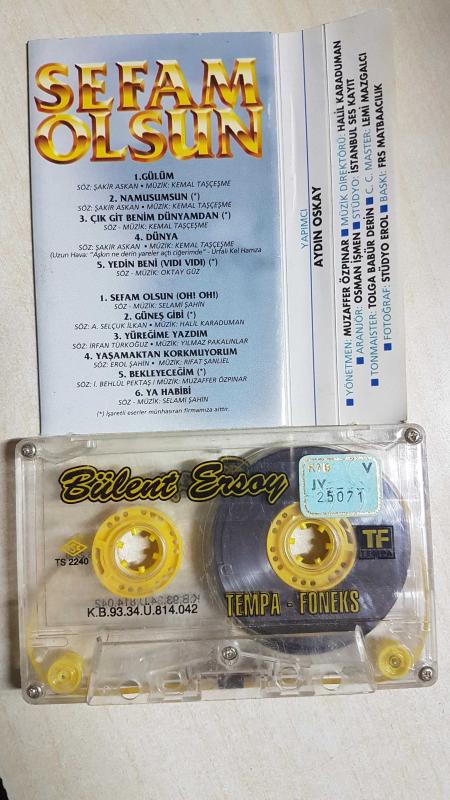 SEFAM
OLSUN
1.GÜLÜM
SÖZ: ŞAKİR ASKAN • MÜZİK: KEMAL TAŞÇEŞME
2. NAMUSUMSUN (*)
SÖZ: ŞAKİR ASKAN • MÜZİK: KEMAL TAŞÇEŞME
3. ÇIK GİT BENİM DÜNYAMDAN (*)
SÖZ - MÜZİK: KEMAL TAŞÇEŞME
4. DÜNYA
SÖZ: ŞAKİR ASKAN • MÜZİK: KEMAL TAŞÇEŞME
(Uzun Hava: "Aşkın ne derin yareler açtı ciğerimde" - Urfalı Kel Hamza
5. YEDİN BENİ (VIDI VIDI) (*)
SÖZ - MÜZİK: OKTAY GÜZ
1. SEFAM OLSUN (OH! OH!)
SÖZ - MÜZİK: SELAMİ ŞAHİN
2. GÜNEŞ GİBİ (*)
SÖZ: A. SELÇUK İLKAN • MÜZİK: HALİL KARADUMAN
3. YÜREĞİME YAZDIM
SÖZ: İRFAN TÜRKOĞUZ • MÜZİK: YILMAZ PAKALINLAR
4. YAŞAMAKTAN KORKMUYORUM
SÖZ: EROL ŞAHİN • MÜZİK: RIFAT ŞANLIEL
5. BEKLEYECEĞİM (*)
SÖZ: İ. BEHLÜL PEKTAŞ / MÜZİK: MUZAFFER ÖZPINAR
6. YA HABİBİ
SÖZ - MÜZİK: SELAMİ ŞAHİN
(*) İşaretli eserler münhasıran firmamıza aittir.
YAPIMCI
AYDIN OSKAY
■ YÖNETMEN: MUZAFFER ÖZPINAR ■ MÜZİK DİREKTÖRÜ: HALİL KARADUMAN
■ ARANJÖR: OSMAN İŞMEN ■ STÜDYO: İSTANBUL SES KAYIT
■ TONMAISTER: TOLGA BABÜR DERİN ■ C. C. MASTER: LEMİ MAZGALCI
■ FOTOĞRAF: STÜDYO EROL ■ BASKI: FRS MATBAACILIK
Bülent Ersoy
V
JV
25071
TS 2240
TF
TEMPA
TEMPA - FONEKS
K.B.93.34.U.814.042